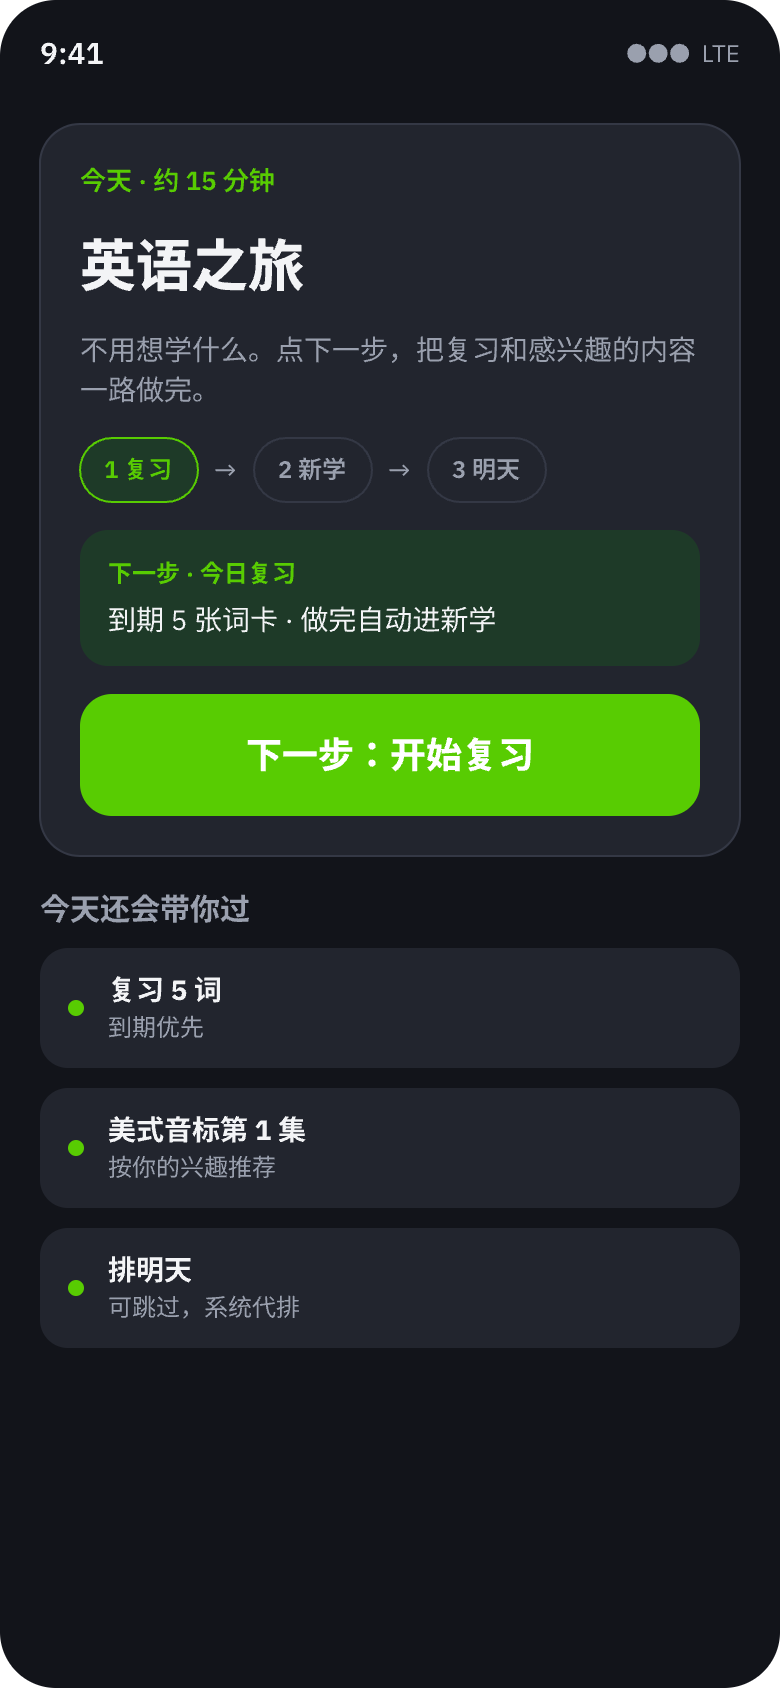 9:41 LTE
今天 · 约 15 分钟
英语之旅
不用想学什么。点下一步，把复习和感兴趣的内容
一路做完。
1 复习 → 2 新学 → 3 明天
下一步 · 今日复习
到期 5 张词卡 · 做完自动进新学
下一步：开始复习
今天还会带你过
复习 5 词
到期优先
美式音标第 1 集
按你的兴趣推荐
排明天
可跳过，系统代排